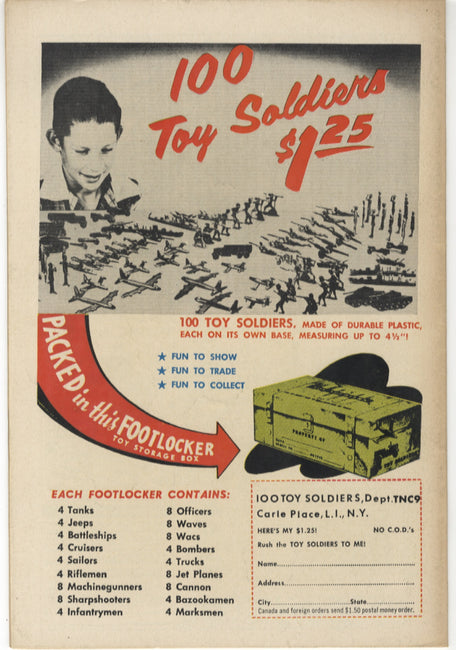 100
Toy Soldiers
$1.25
100 TOY SOLDIERS, MADE OF DURABLE PLASTIC,
EACH ON ITS OWN BASE, MEASURING UP TO 4½"!
★ FUN TO SHOW
★ FUN TO TRADE
★ FUN TO COLLECT
PACKED in this FOOTLOCKER
TOY STORAGE BOX
PROPERTY OF
EACH FOOTLOCKER CONTAINS:
4 Tanks
4 Jeeps
4 Battleships
4 Cruisers
4 Sailors
4 Riflemen
8 Machinegunners
8 Sharpshooters
4 Infantrymen
8 Officers
8 Waves
8 Wacs
4 Bombers
4 Trucks
8 Jet Planes
8 Cannon
4 Bazookamen
4 Marksmen
100 TOY SOLDIERS, Dept. TNC9
Carle Place, L.I., N.Y.
HERE'S MY $1.25! NO C.O.D.'s
Rush the TOY SOLDIERS TO ME!
Name
Address
City State
Canada and foreign orders send $1.50 postal money order.